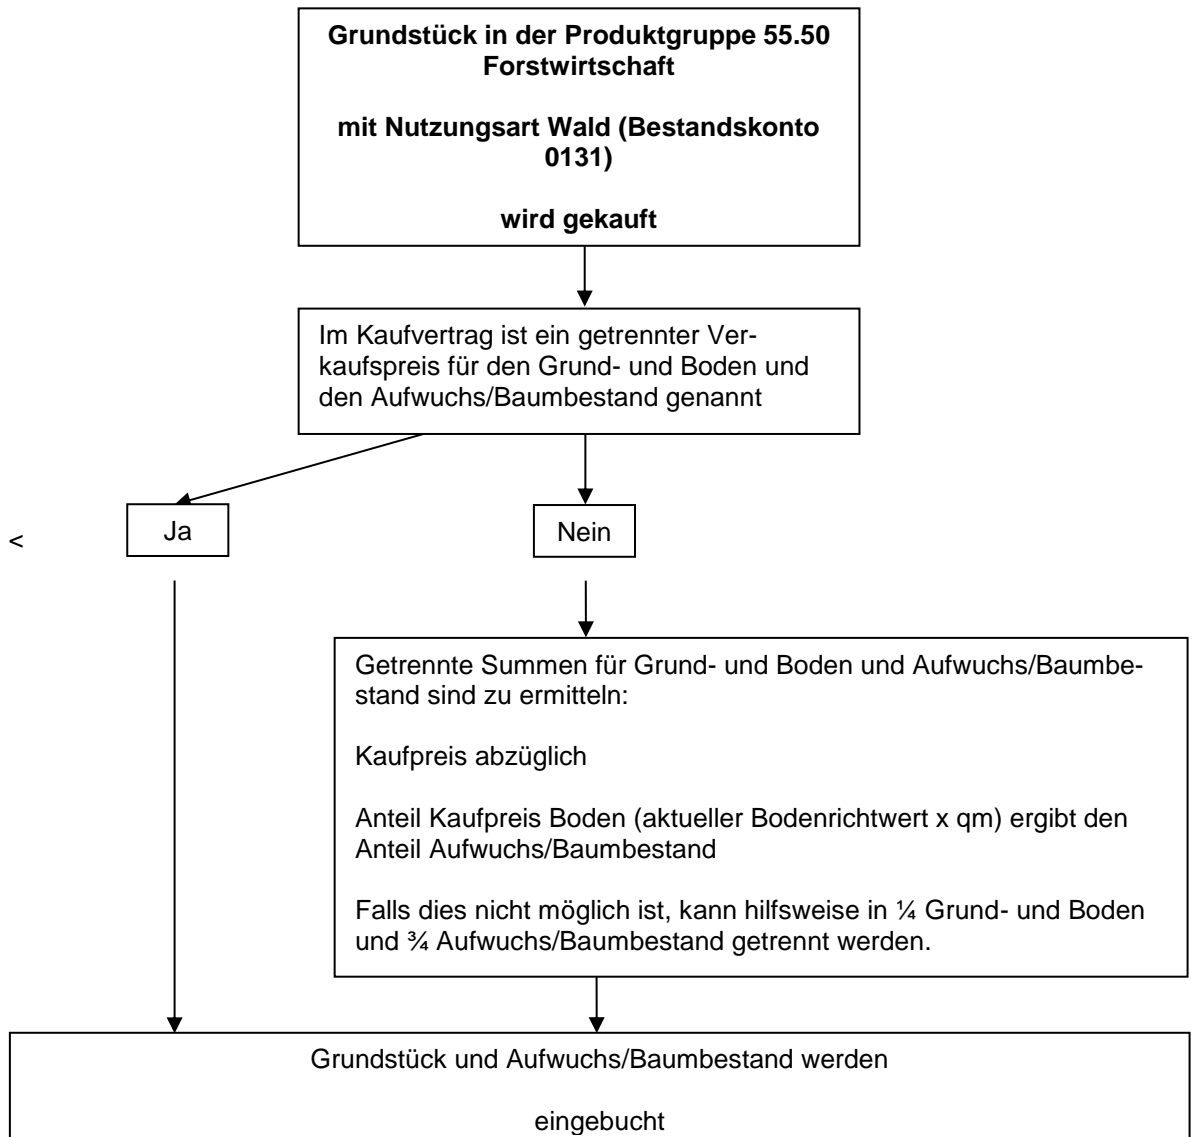 Grundstück in der Produktgruppe 55.50
Forstwirtschaft
mit Nutzungsart Wald (Bestandskonto
0131)
wird gekauft
Im Kaufvertrag ist ein getrennter Ver-
kaufspreis für den Grund- und Boden und
den Aufwuchs/Baumbestand genannt
Ja
Nein
<
Getrennte Summen für Grund- und Boden und Aufwuchs/Baumbe-
stand sind zu ermitteln:
Kaufpreis abzüglich
Anteil Kaufpreis Boden (aktueller Bodenrichtwert x qm) ergibt den
Anteil Aufwuchs/Baumbestand
Falls dies nicht möglich ist, kann hilfsweise in ¼ Grund- und Boden
und ¾ Aufwuchs/Baumbestand getrennt werden.
Grundstück und Aufwuchs/Baumbestand werden
eingebucht